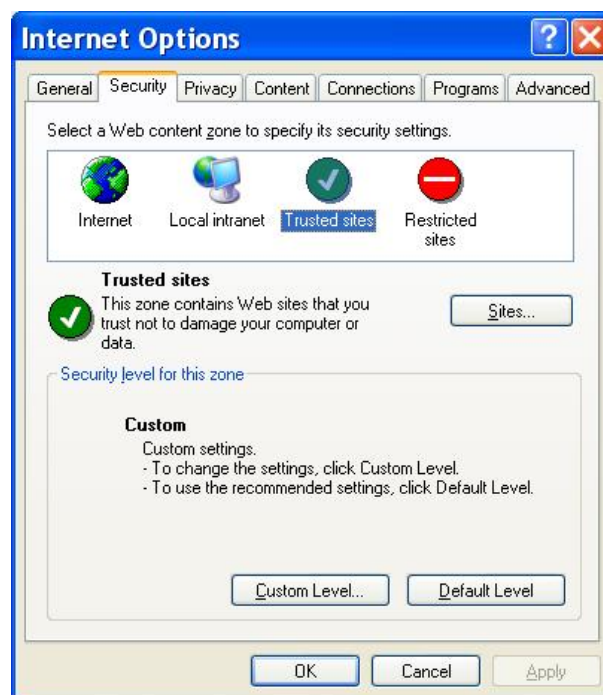 Internet Options
General Security Privacy Content Connections Programs Advanced
Select a Web content zone to specify its security settings.
Internet Local intranet Trusted sites Restricted sites
Trusted sites
This zone contains Web sites that you
trust not to damage your computer or
data.
Sites...
Security level for this zone
Custom
Custom settings.
- To change the settings, click Custom Level.
- To use the recommended settings, click Default Level.
Custom Level... Default Level
OK Cancel Apply